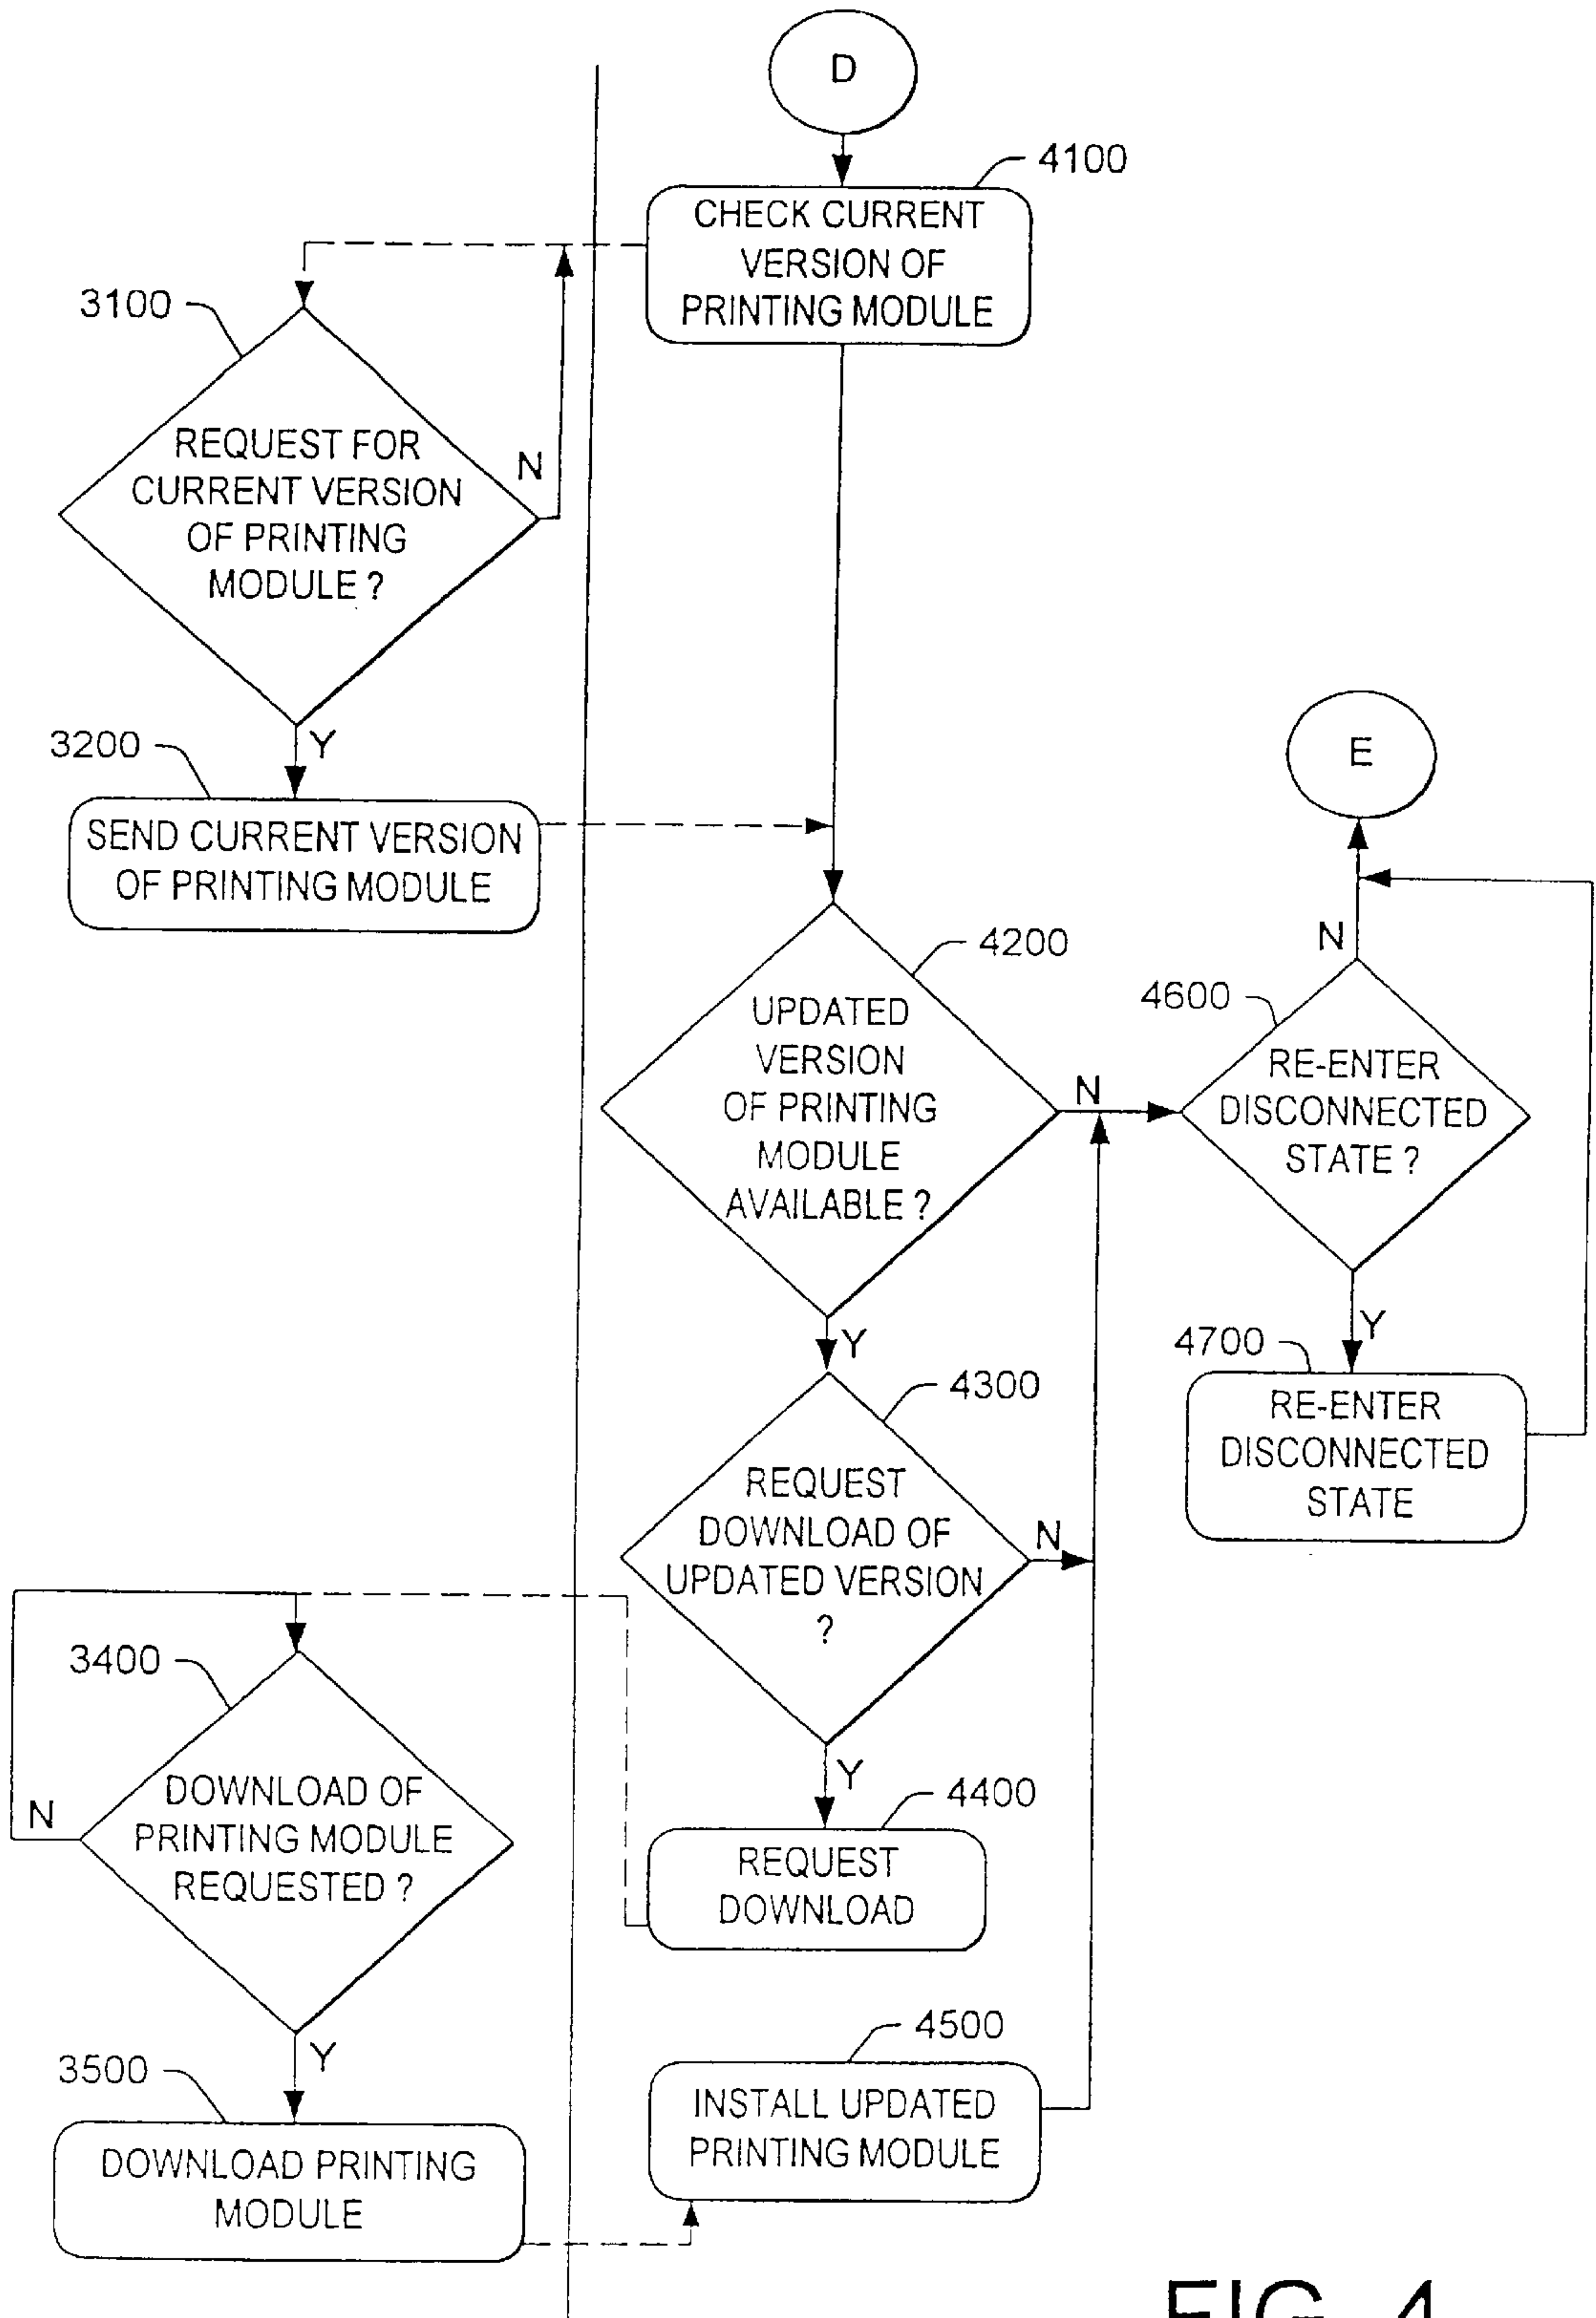 D
4100
CHECK CURRENT
VERSION OF
PRINTING MODULE
3100
REQUEST FOR
CURRENT VERSION
OF PRINTING
MODULE ?
N
Y
3200
SEND CURRENT VERSION
OF PRINTING MODULE
E
4200
UPDATED
VERSION
OF PRINTING
MODULE
AVAILABLE ?
N
Y
N
4600
RE-ENTER
DISCONNECTED
STATE ?
Y
4700
RE-ENTER
DISCONNECTED
STATE
4300
REQUEST
DOWNLOAD OF
UPDATED VERSION
?
N
Y
3400
DOWNLOAD OF
PRINTING MODULE
REQUESTED ?
N
Y
4400
REQUEST
DOWNLOAD
4500
INSTALL UPDATED
PRINTING MODULE
3500
DOWNLOAD PRINTING
MODULE
FIG. 4